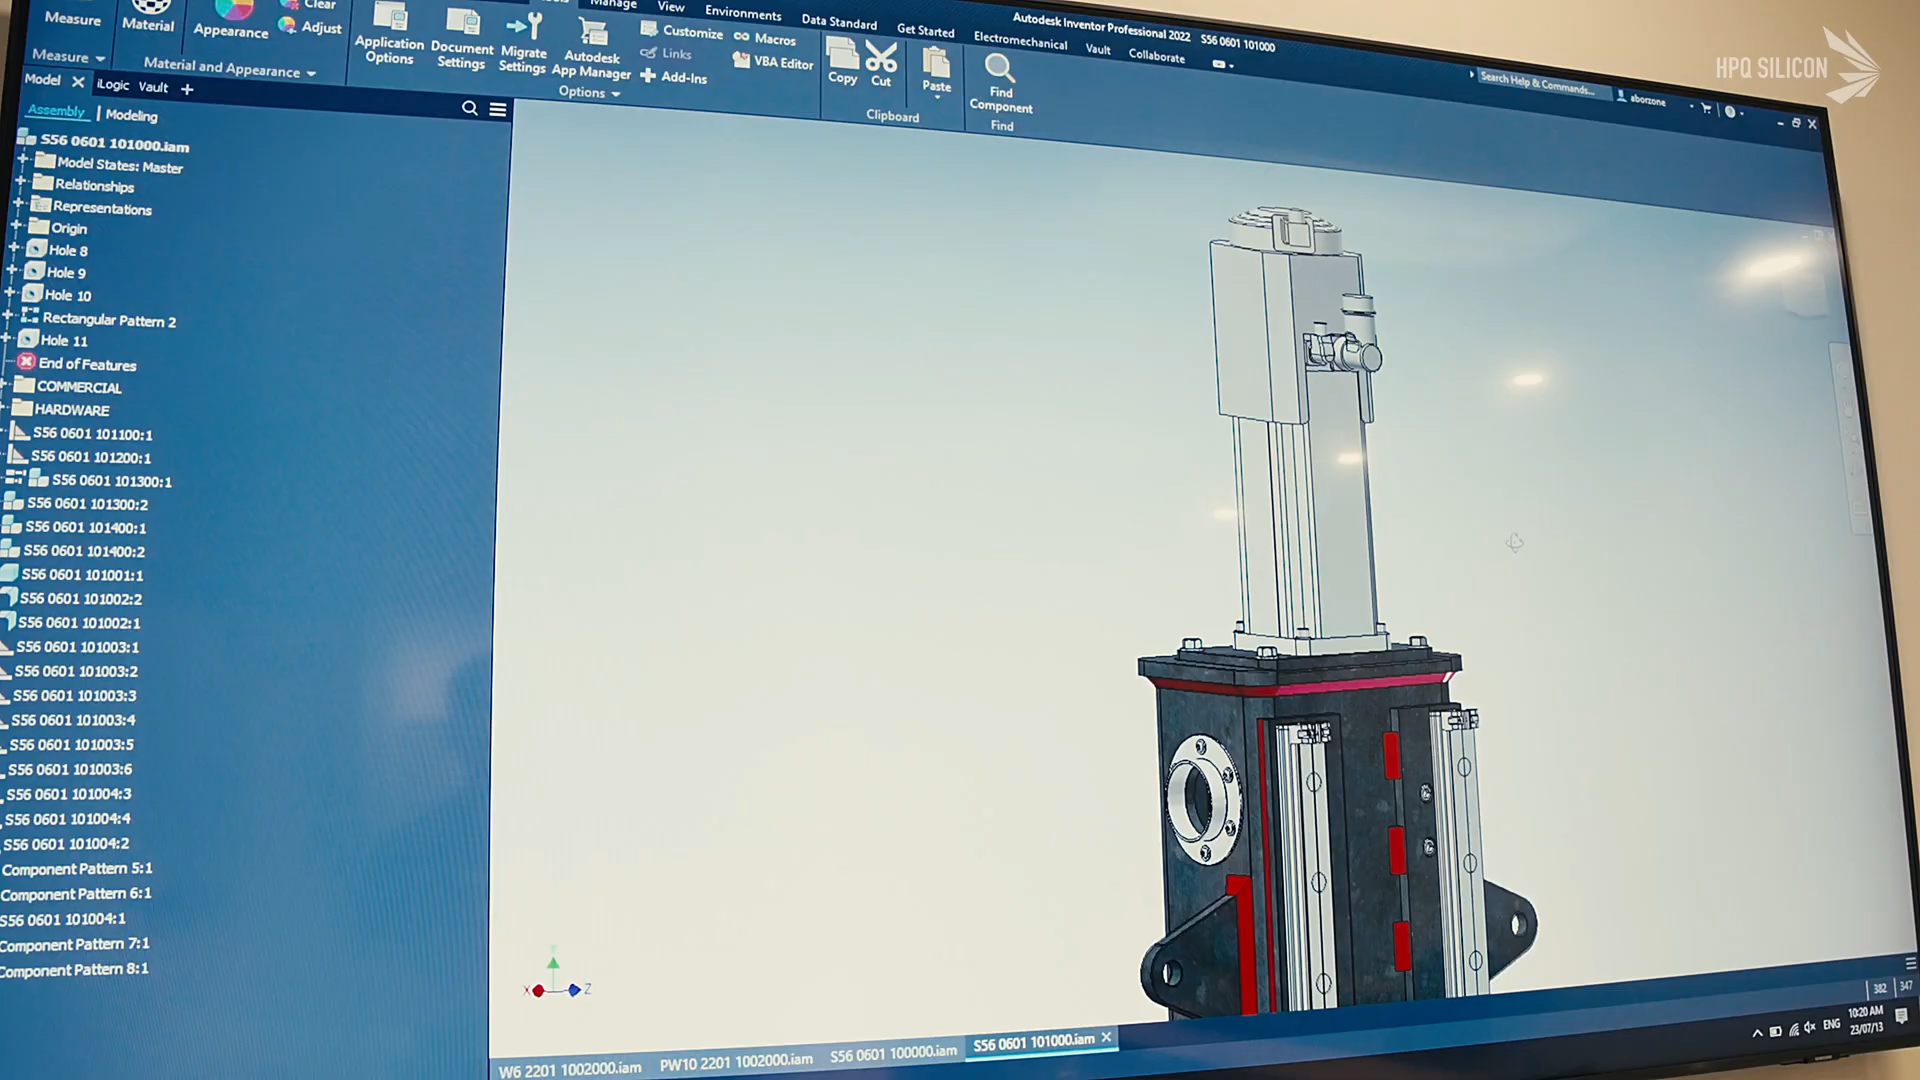 Autodesk Inventor Professional 2022 S56 0601 101000
Search Help & Commands...
aborzone
HPQ SILICON
Manage
View
Environments
Data Standard
Get Started
Electromechanical
Vault
Collaborate
Measure
Material
Appearance
Clear
Adjust
Application Options
Document Settings
Migrate Settings
Autodesk App Manager
Customize
Links
Macros
Add-Ins
VBA Editor
Copy
Cut
Paste
Find Component
Measure
Material and Appearance
Options
Clipboard
Find
Model
iLogic
Vault
Assembly
Modeling
S56 0601 101000.iam
Model States: Master
Relationships
Representations
Origin
Hole 8
Hole 9
Hole 10
Rectangular Pattern 2
Hole 11
End of Features
COMMERCIAL
HARDWARE
S56 0601 101100:1
S56 0601 101200:1
S56 0601 101300:1
S56 0601 101300:2
S56 0601 101400:1
S56 0601 101400:2
S56 0601 101001:1
S56 0601 101002:2
S56 0601 101002:1
S56 0601 101003:1
S56 0601 101003:2
S56 0601 101003:3
S56 0601 101003:4
S56 0601 101003:5
S56 0601 101003:6
S56 0601 101004:3
S56 0601 101004:4
S56 0601 101004:2
Component Pattern 5:1
Component Pattern 6:1
S56 0601 101004:1
Component Pattern 7:1
Component Pattern 8:1
X
Z
W6 2201 1002000.iam
PW10 2201 1002000.iam
S56 0601 100000.iam
S56 0601 101000.iam
382
347
ENG
10:20 AM
23/07/13